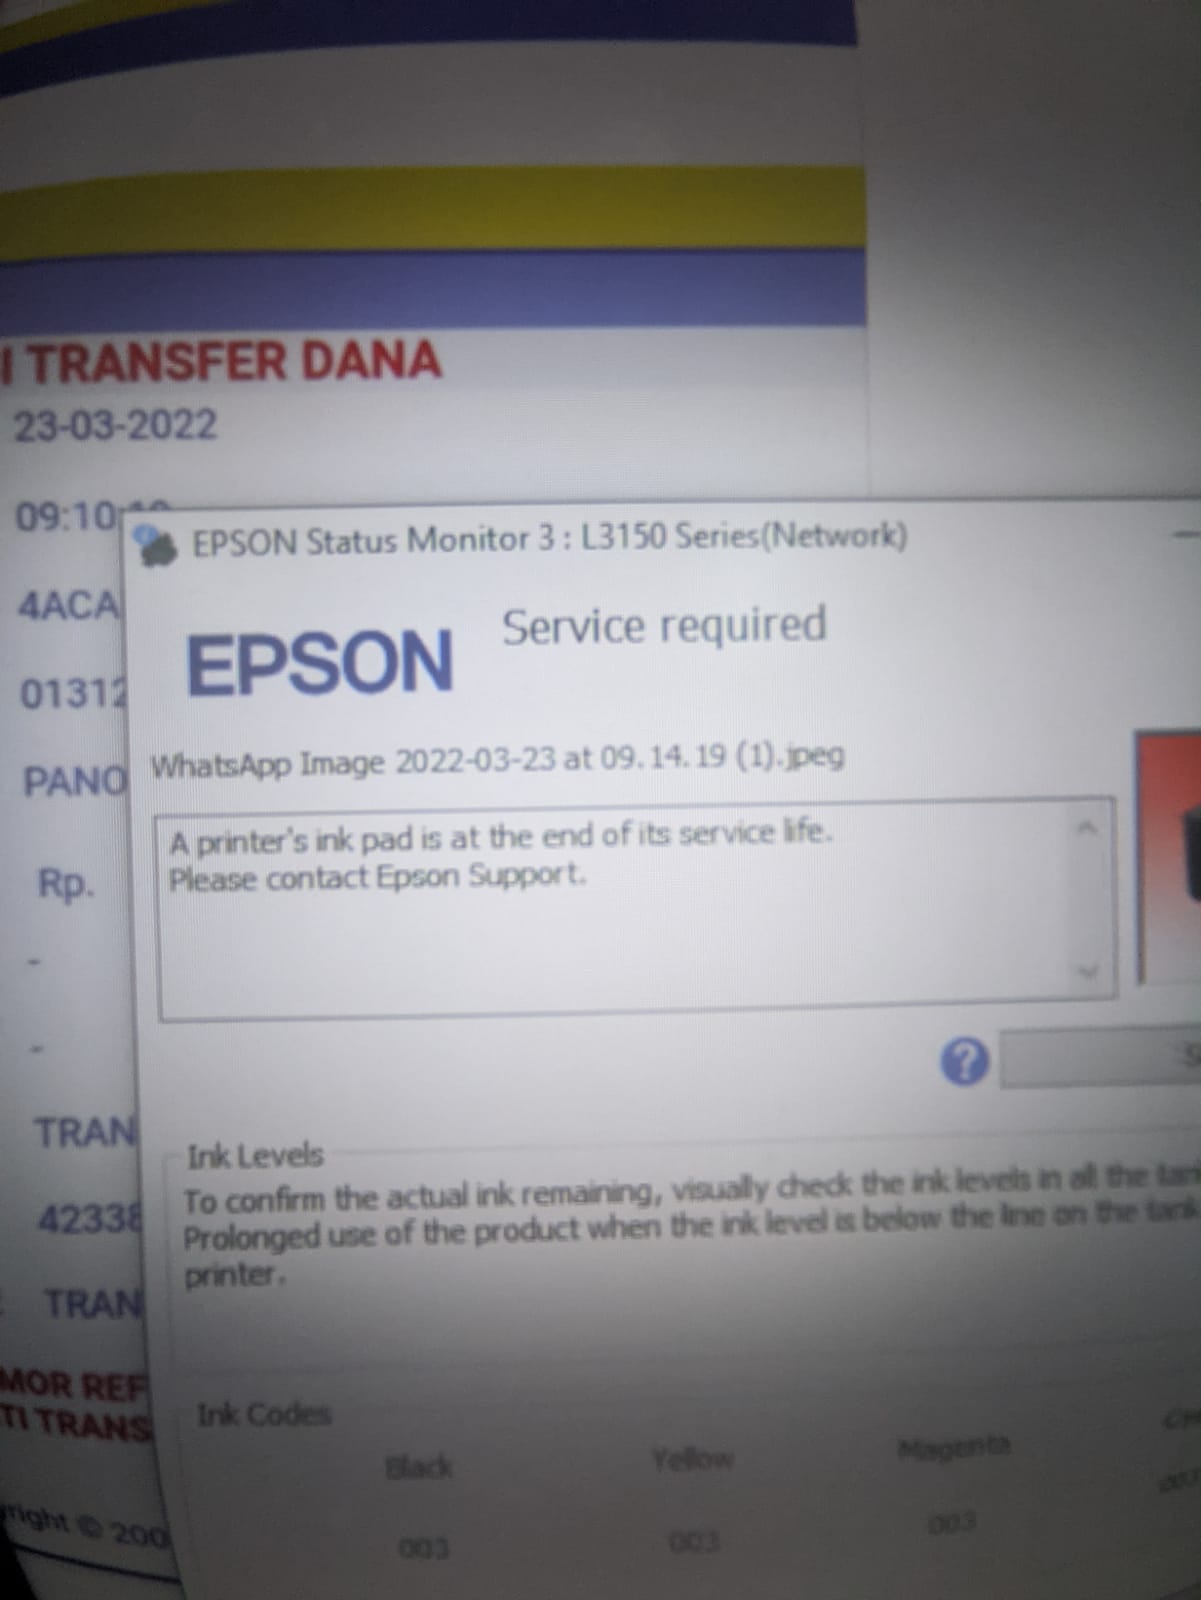 I TRANSFER DANA
23-03-2022
09:10
4ACA
01312
PANO
Rp.
-
-
TRAN
42338
TRAN
MOR REF
TI TRANS
right © 200
EPSON Status Monitor 3 : L3150 Series(Network)
EPSON
Service required
WhatsApp Image 2022-03-23 at 09.14.19 (1).jpeg
A printer's ink pad is at the end of its service life.
Please contact Epson Support.
?
Ink Levels
To confirm the actual ink remaining, visually check the ink levels in all the tan
Prolonged use of the product when the ink level is below the line on the tank
printer.
Ink Codes
Black
Yellow
Magenta
003
003
003